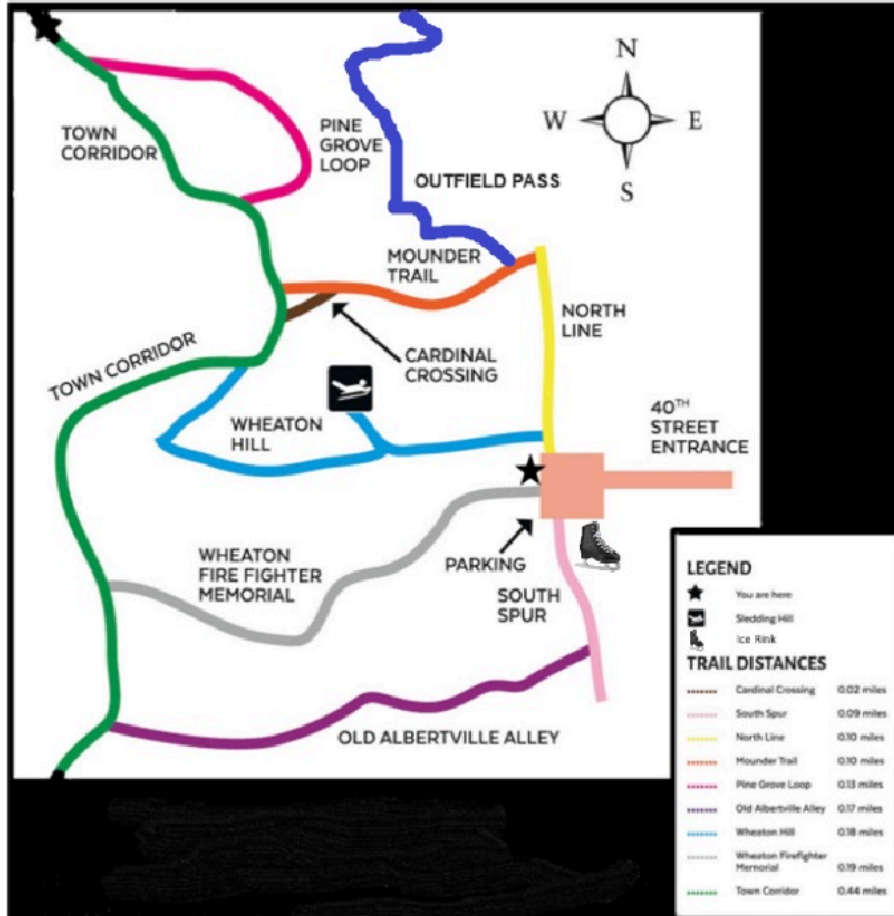 TOWN
CORRIDOR
PINE
GROVE
LOOP
N
W
E
S
OUTFIELD PASS
MOUNDER
TRAIL
NORTH
LINE
TOWN CORRIDOR
CARDINAL
CROSSING
WHEATON
HILL
40TH
STREET
ENTRANCE
PARKING
WHEATON
FIRE FIGHTER
MEMORIAL
SOUTH
SPUR
OLD ALBERTVILLE ALLEY
LEGEND
You are here
Sledding Hill
Ice Rink
TRAIL DISTANCES
Cardinal Crossing 0.02 miles
South Spur 0.09 miles
North Line 0.10 miles
Mounder Trail 0.10 miles
Pine Grove Loop 0.13 miles
Old Albertville Alley 0.17 miles
Wheaton Hill 0.18 miles
Wheaton Firefighter
Memorial 0.19 miles
Town Corridor 0.44 miles